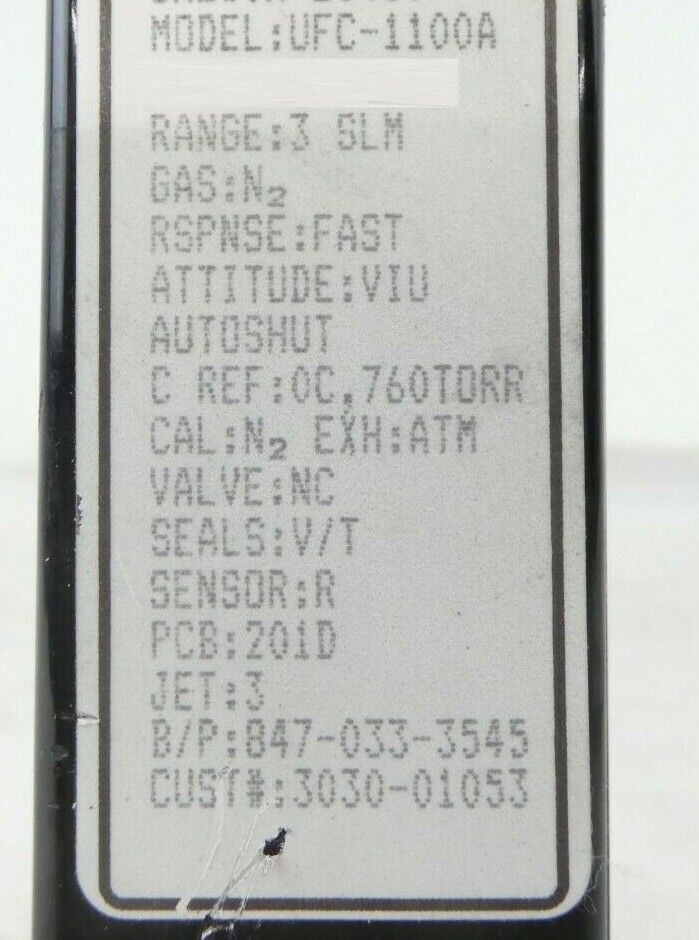 MODEL:UFC-1100A
RANGE:3 SLM
GAS:N₂
RSPNSE:FAST
ATTITUDE:VIU
AUTOSHUT
C REF:0C,760TORR
CAL:N₂ EXH:ATM
VALVE:NC
SEALS:V/T
SENSOR:R
PCB:201D
JET:3
B/P:847-033-3545
CUST#:3030-01053